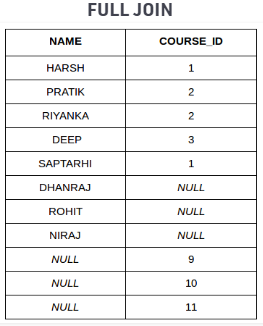 FULL JOIN
NAME COURSE_ID
HARSH 1
PRATIK 2
RIYANKA 2
DEEP 3
SAPTARHI 1
DHANRAJ NULL
ROHIT NULL
NIRAJ NULL
NULL 9
NULL 10
NULL 11